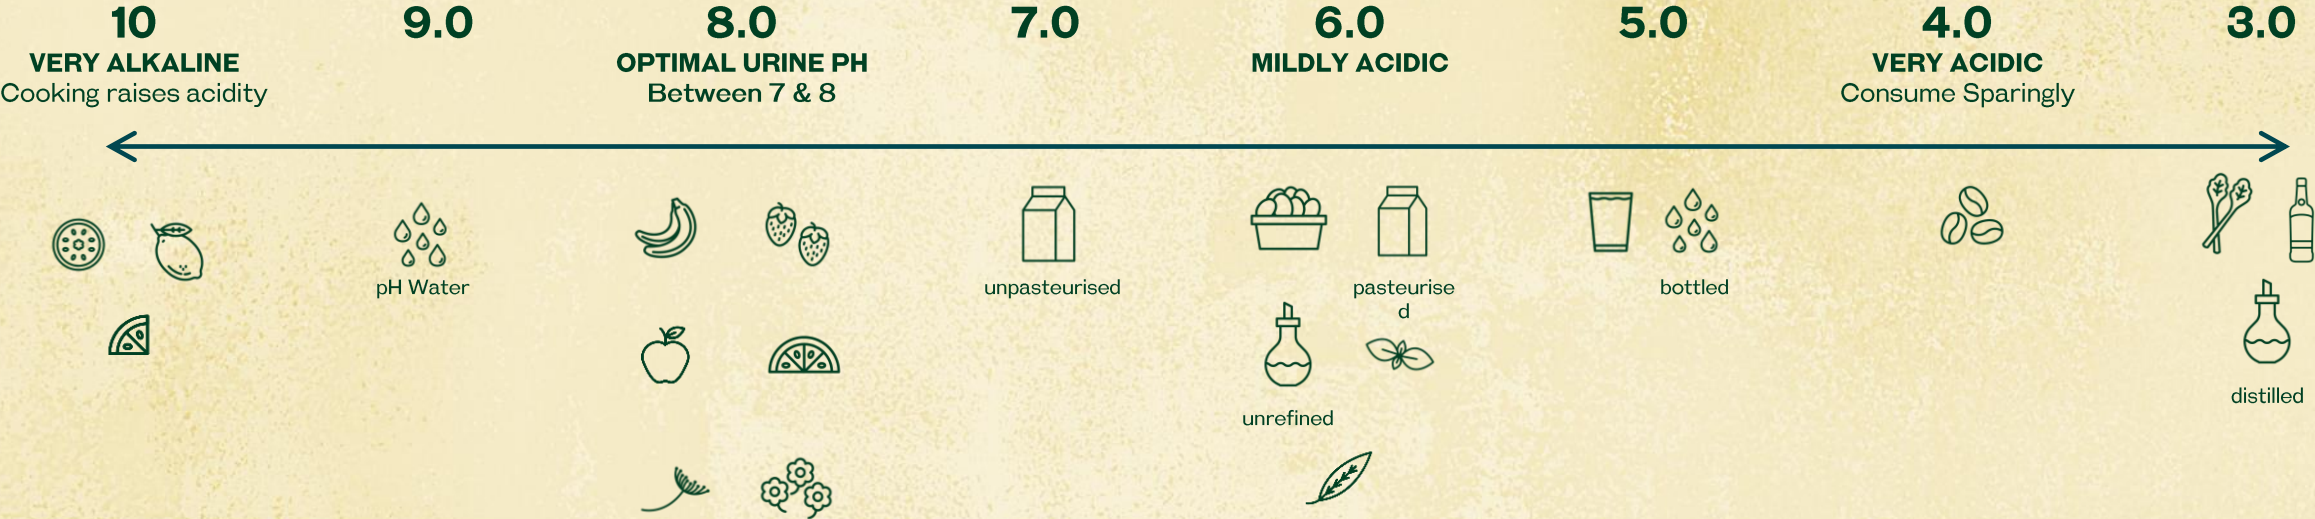 10
9.0
8.0
7.0
6.0
5.0
4.0
3.0
VERY ALKALINE
OPTIMAL URINE PH
MILDLY ACIDIC
VERY ACIDIC
Cooking raises acidity
Between 7 & 8
Consume Sparingly
pH Water
unpasteurised
pasteurise
d
bottled
unrefined
distilled